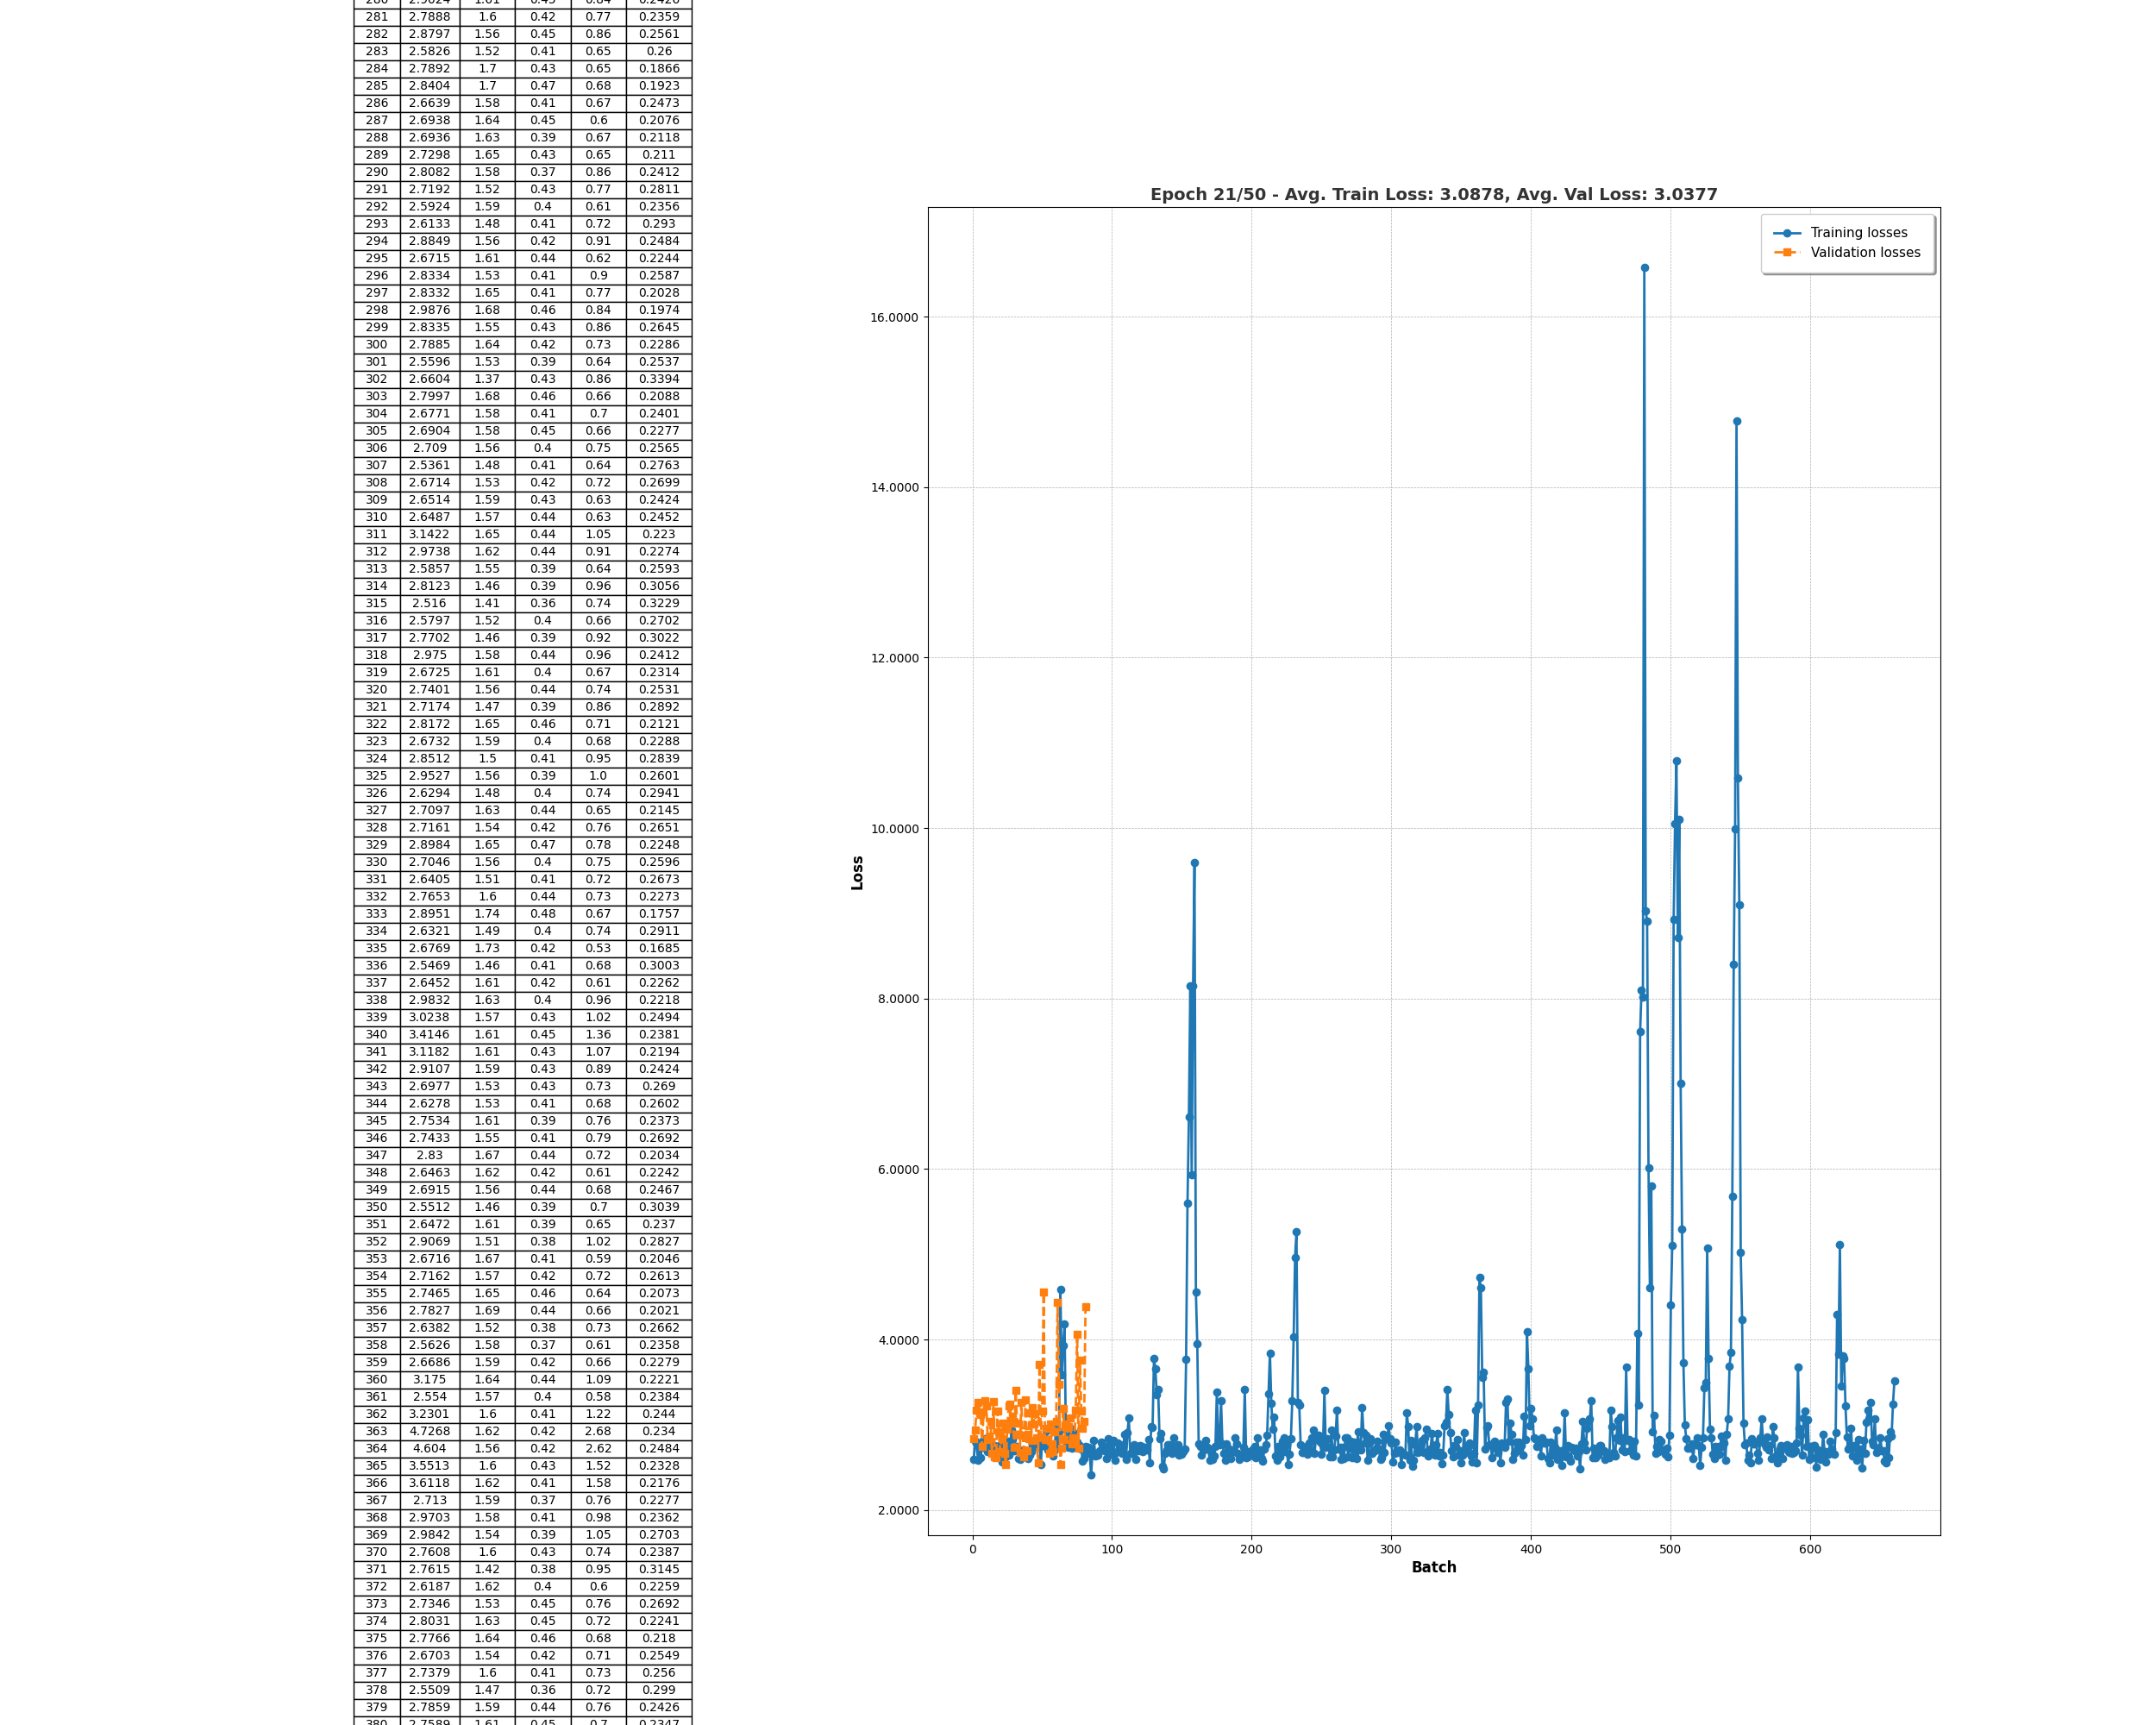 281 2.7888 1.6 0.42 0.77 0.2359
282 2.8797 1.56 0.45 0.86 0.2561
283 2.5826 1.52 0.41 0.65 0.26
284 2.7892 1.7 0.43 0.65 0.1866
285 2.8404 1.7 0.47 0.68 0.1923
286 2.6639 1.58 0.41 0.67 0.2473
287 2.6938 1.64 0.45 0.6 0.2076
288 2.6936 1.63 0.39 0.67 0.2118
289 2.7298 1.65 0.43 0.65 0.211
290 2.8082 1.58 0.37 0.86 0.2412
291 2.7192 1.52 0.43 0.77 0.2811
292 2.5924 1.59 0.4 0.61 0.2356
293 2.6133 1.48 0.41 0.72 0.293
294 2.8849 1.56 0.42 0.91 0.2484
295 2.6715 1.61 0.44 0.62 0.2244
296 2.8334 1.53 0.41 0.9 0.2587
297 2.8332 1.65 0.41 0.77 0.2028
298 2.9876 1.68 0.46 0.84 0.1974
299 2.8335 1.55 0.43 0.86 0.2645
300 2.7885 1.64 0.42 0.73 0.2286
301 2.5596 1.53 0.39 0.64 0.2537
302 2.6604 1.37 0.43 0.86 0.3394
303 2.7997 1.68 0.46 0.66 0.2088
304 2.6771 1.58 0.41 0.7 0.2401
305 2.6904 1.58 0.45 0.66 0.2277
306 2.709 1.56 0.4 0.75 0.2565
307 2.5361 1.48 0.41 0.64 0.2763
308 2.6714 1.53 0.42 0.72 0.2699
309 2.6514 1.59 0.43 0.63 0.2424
310 2.6487 1.57 0.44 0.63 0.2452
311 3.1422 1.65 0.44 1.05 0.223
312 2.9738 1.62 0.44 0.91 0.2274
313 2.5857 1.55 0.39 0.64 0.2593
314 2.8123 1.46 0.39 0.96 0.3056
315 2.516 1.41 0.36 0.74 0.3229
316 2.5797 1.52 0.4 0.66 0.2702
317 2.7702 1.46 0.39 0.92 0.3022
318 2.975 1.58 0.44 0.96 0.2412
319 2.6725 1.61 0.4 0.67 0.2314
320 2.7401 1.56 0.44 0.74 0.2531
321 2.7174 1.47 0.39 0.86 0.2892
322 2.8172 1.65 0.46 0.71 0.2121
323 2.6732 1.59 0.4 0.68 0.2288
324 2.8512 1.5 0.41 0.95 0.2839
325 2.9527 1.56 0.39 1.0 0.2601
326 2.6294 1.48 0.4 0.74 0.2941
327 2.7097 1.63 0.44 0.65 0.2145
328 2.7161 1.54 0.42 0.76 0.2651
329 2.8984 1.65 0.47 0.78 0.2248
330 2.7046 1.56 0.4 0.75 0.2596
331 2.6405 1.51 0.41 0.72 0.2673
332 2.7653 1.6 0.44 0.73 0.2273
333 2.8951 1.74 0.48 0.67 0.1757
334 2.6321 1.49 0.4 0.74 0.2911
335 2.6769 1.73 0.42 0.53 0.1685
336 2.5469 1.46 0.41 0.68 0.3003
337 2.6452 1.61 0.42 0.61 0.2262
338 2.9832 1.63 0.4 0.96 0.2218
339 3.0238 1.57 0.43 1.02 0.2494
340 3.4146 1.61 0.45 1.36 0.2381
341 3.1182 1.61 0.43 1.07 0.2194
342 2.9107 1.59 0.43 0.89 0.2424
343 2.6977 1.53 0.43 0.73 0.269
344 2.6278 1.53 0.41 0.68 0.2602
345 2.7534 1.61 0.39 0.76 0.2373
346 2.7433 1.55 0.41 0.79 0.2692
347 2.83 1.67 0.44 0.72 0.2034
348 2.6463 1.62 0.42 0.61 0.2242
349 2.6915 1.56 0.44 0.68 0.2467
350 2.5512 1.46 0.39 0.7 0.3039
351 2.6472 1.61 0.39 0.65 0.237
352 2.9069 1.51 0.38 1.02 0.2827
353 2.6716 1.67 0.41 0.59 0.2046
354 2.7162 1.57 0.42 0.72 0.2613
355 2.7465 1.65 0.46 0.64 0.2073
356 2.7827 1.69 0.44 0.66 0.2021
357 2.6382 1.52 0.38 0.73 0.2662
358 2.5626 1.58 0.37 0.61 0.2358
359 2.6686 1.59 0.42 0.66 0.2279
360 3.175 1.64 0.44 1.09 0.2221
361 2.554 1.57 0.4 0.58 0.2384
362 3.2301 1.6 0.41 1.22 0.244
363 4.7268 1.62 0.42 2.68 0.234
364 4.604 1.56 0.42 2.62 0.2484
365 3.5513 1.6 0.43 1.52 0.2328
366 3.6118 1.62 0.41 1.58 0.2176
367 2.713 1.59 0.37 0.76 0.2277
368 2.9703 1.58 0.41 0.98 0.2362
369 2.9842 1.54 0.39 1.05 0.2703
370 2.7608 1.6 0.43 0.74 0.2387
371 2.7615 1.42 0.38 0.95 0.3145
372 2.6187 1.62 0.4 0.6 0.2259
373 2.7346 1.53 0.45 0.76 0.2692
374 2.8031 1.63 0.45 0.72 0.2241
375 2.7766 1.64 0.46 0.68 0.218
376 2.6703 1.54 0.42 0.71 0.2549
377 2.7379 1.6 0.41 0.73 0.256
378 2.5509 1.47 0.36 0.72 0.299
379 2.7859 1.59 0.44 0.76 0.2426
380 2.7589 1.61 0.45 0.7 0.2347
Epoch 21/50 - Avg. Train Loss: 3.0878, Avg. Val Loss: 3.0377
Training losses
Validation losses
16.0000
14.0000
12.0000
10.0000
8.0000
6.0000
4.0000
2.0000
Loss
0 100 200 300 400 500 600
Batch